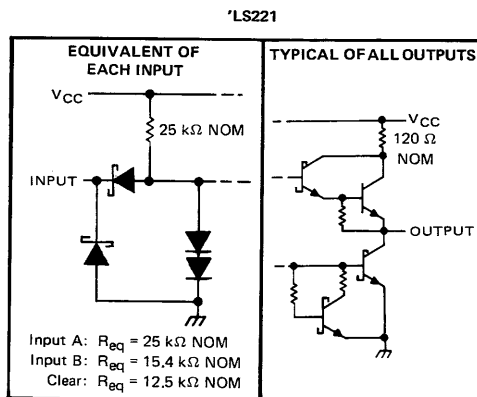 'LS221
EQUIVALENT OF
EACH INPUT
VCC
25 kΩ NOM
INPUT
Input A: Req = 25 kΩ NOM
Input B: Req = 15.4 kΩ NOM
Clear: Req = 12.5 kΩ NOM
TYPICAL OF ALL OUTPUTS
VCC
120 Ω
NOM
OUTPUT